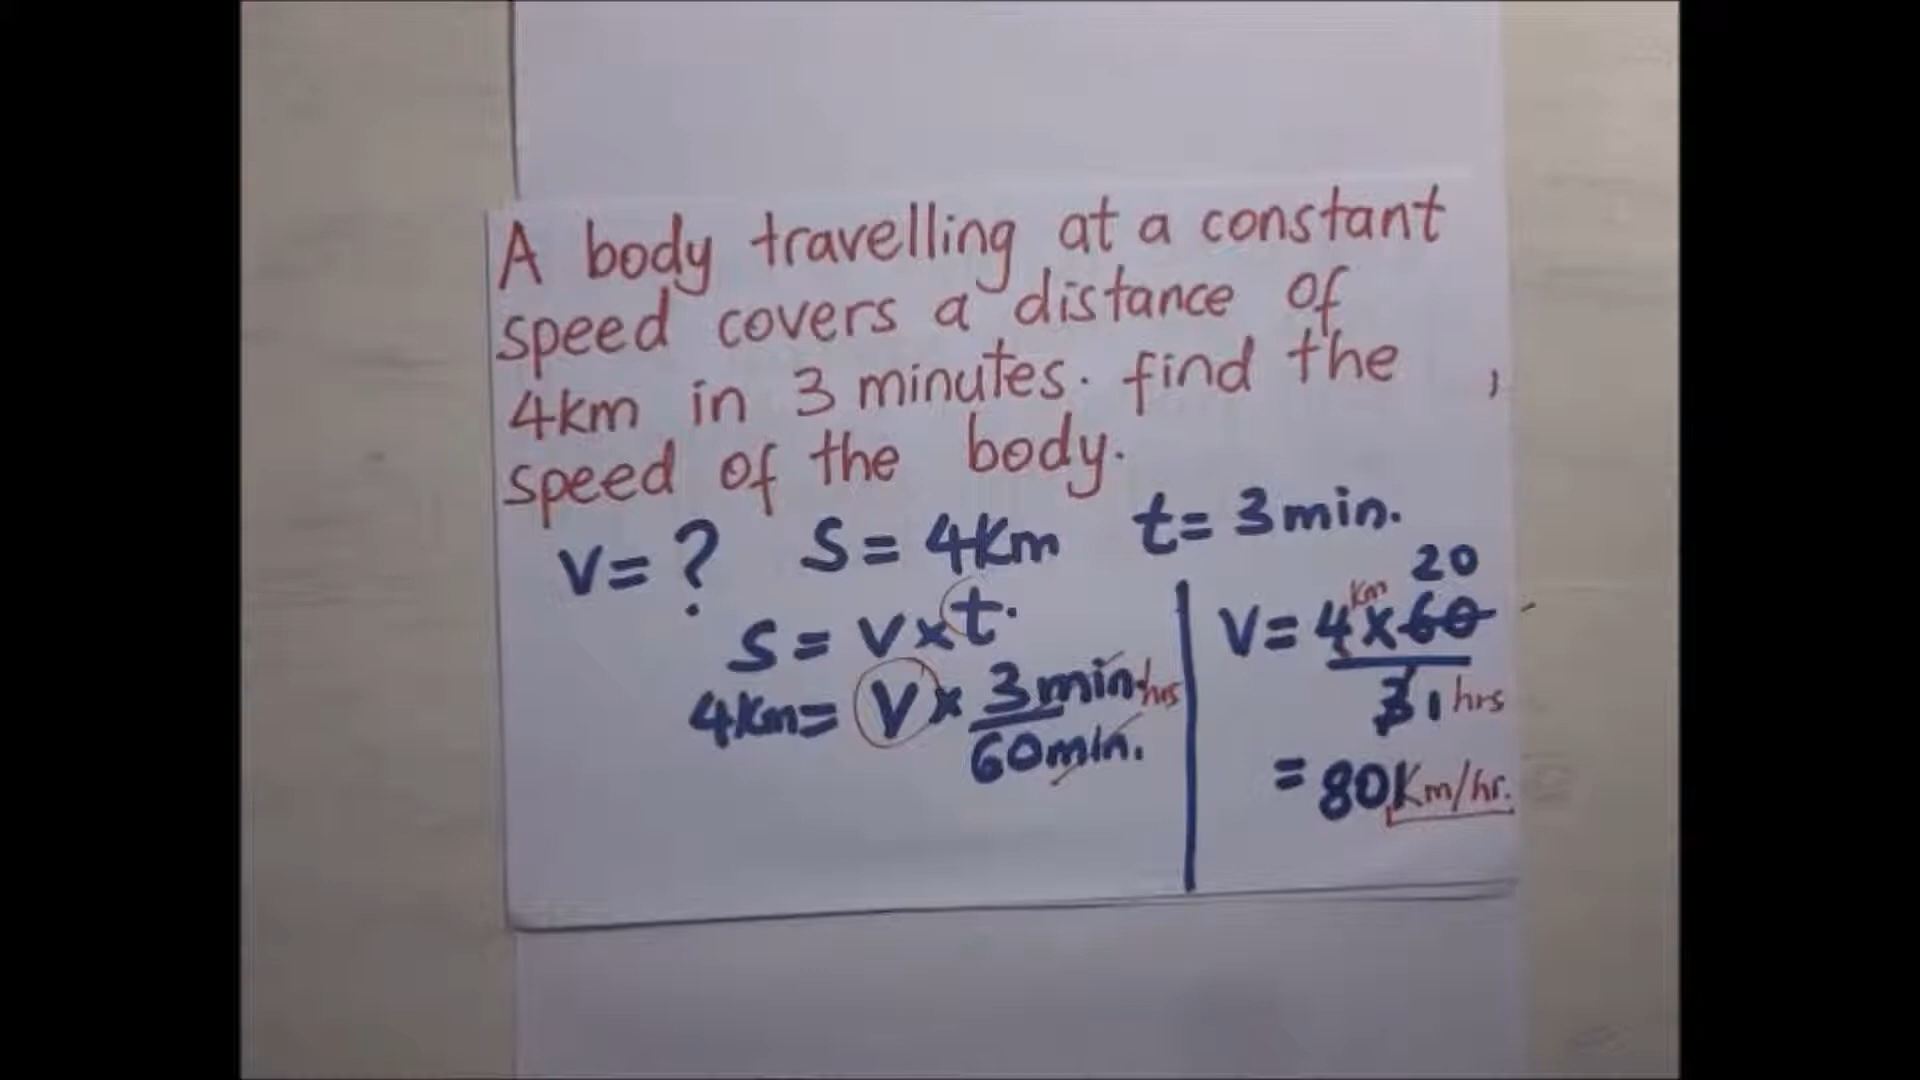 A body travelling at a constant
speed covers a distance of
4km in 3 minutes. find the ,
speed of the body.
V = ? S = 4Km t = 3min.
S = V x t.
4Km = V x 3min. hrs
60min.
20
V = 4 km x 60
3 1 hrs
= 80Km/hr.